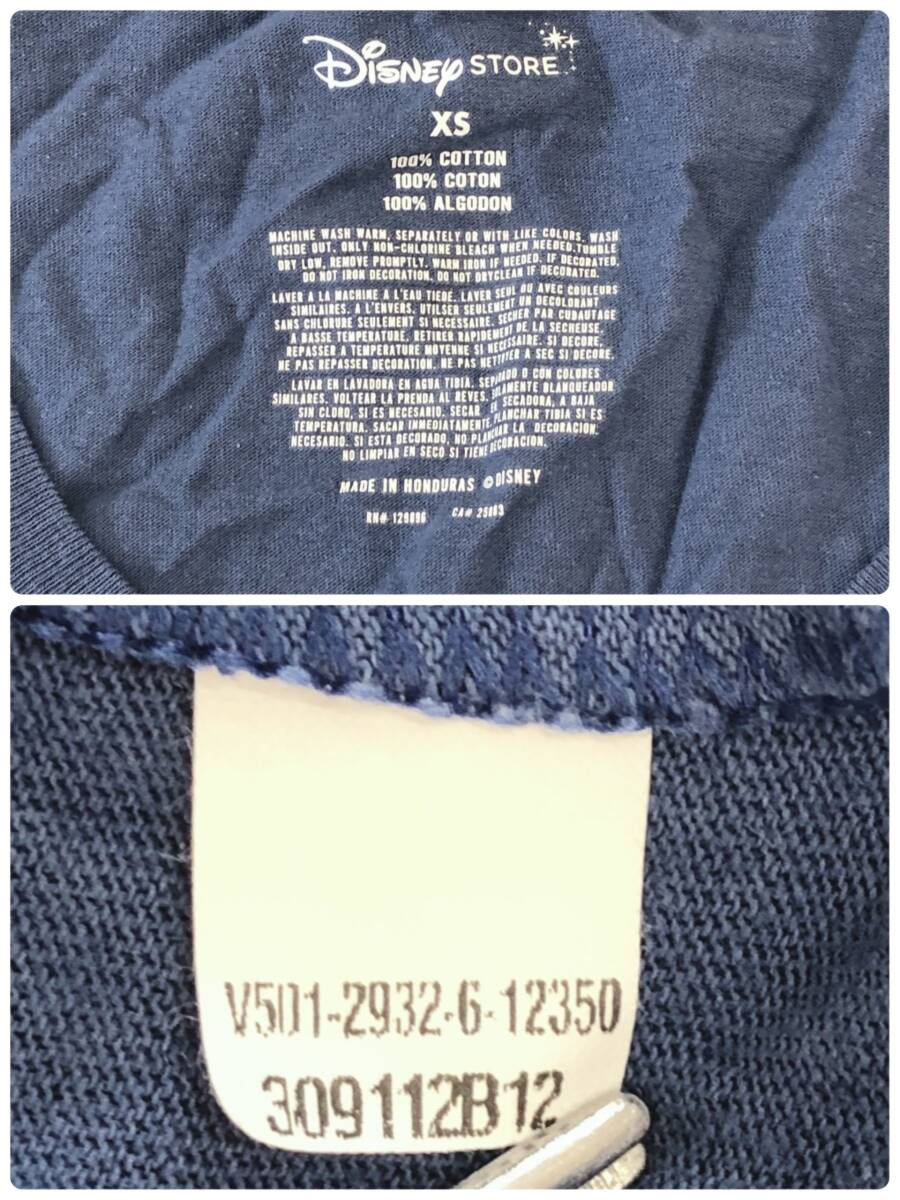 Disney STORE
XS
100% COTTON
100% COTON
100% ALGODON
MACHINE WASH WARM, SEPARATELY OR WITH LIKE COLORS. WASH
INSIDE OUT. ONLY NON-CHLORINE BLEACH WHEN NEEDED.TUMBLE
DRY LOW, REMOVE PROMPTLY. WARM IRON IF NEEDED. IF DECORATED,
DO NOT IRON DECORATION. DO NOT DRYCLEAN IF DECORATED.
LAVER A LA MACHINE A L'EAU TIEDE. LAVER SEUL OU AVEC COULEURS
SIMILAIRES. A L'ENVERS. UTILSER SEULEMENT UN DECOLORANT
SANS CHLORURE SEULEMENT SI NECESSAIRE. SECHER PAR CUDAUTAGE
A BASSE TEMPERATURE. RETIRER RAPIDEMENT DE LA SECHEUSE.
REPASSER A TEMPERATURE MOYENNE SI NECESSAIRE. SI DECORE,
NE PAS REPASSER DECORATION. NE PAS NETTOYER A SEC SI DECORE.
LAVAR EN LAVADORA EN AGUA TIBIA. SEPARADO O CON COLORES
SIMILARES. VOLTEAR LA PRENDA AL REVES. SOLAMENTE BLANQUEADOR
SIN CLORO, SI ES NECESARIO. SECAR EN SECADORA, A BAJA
TEMPERATURA. SACAR INMEDIATAMENTE. PLANCHAR TIBIA SI ES
NECESARIO. SI ESTA DECORADO, NO PLANCHAR LA DECORACION.
NO LIMPIAR EN SECO SI TIENE DECORACION.
MADE IN HONDURAS © DISNEY
RN# 129096 CA#
V501-2932-6-12350
309112B12